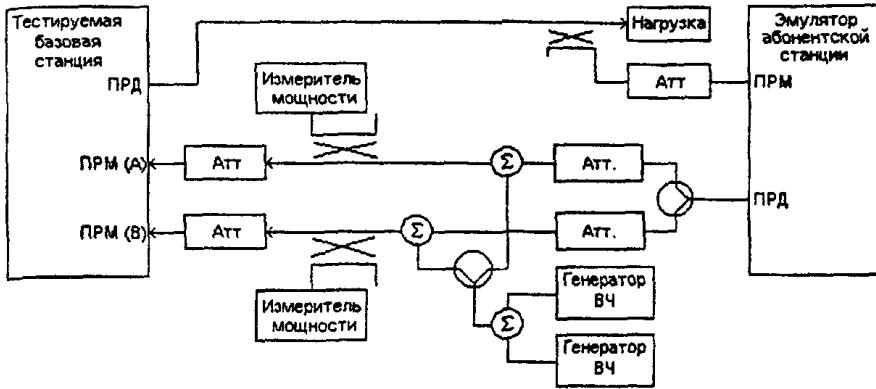 Тестируемая
базовая
станция
ПРД
ПРМ (А)
ПРМ (В)
Измеритель
мощности
Атт
Атт
Измеритель
мощности
Σ
Σ
Σ
Нагрузка
Атт
Атт.
Атт.
Генератор
ВЧ
Генератор
ВЧ
Эмулятор
абонентской
станции
ПРМ
ПРД